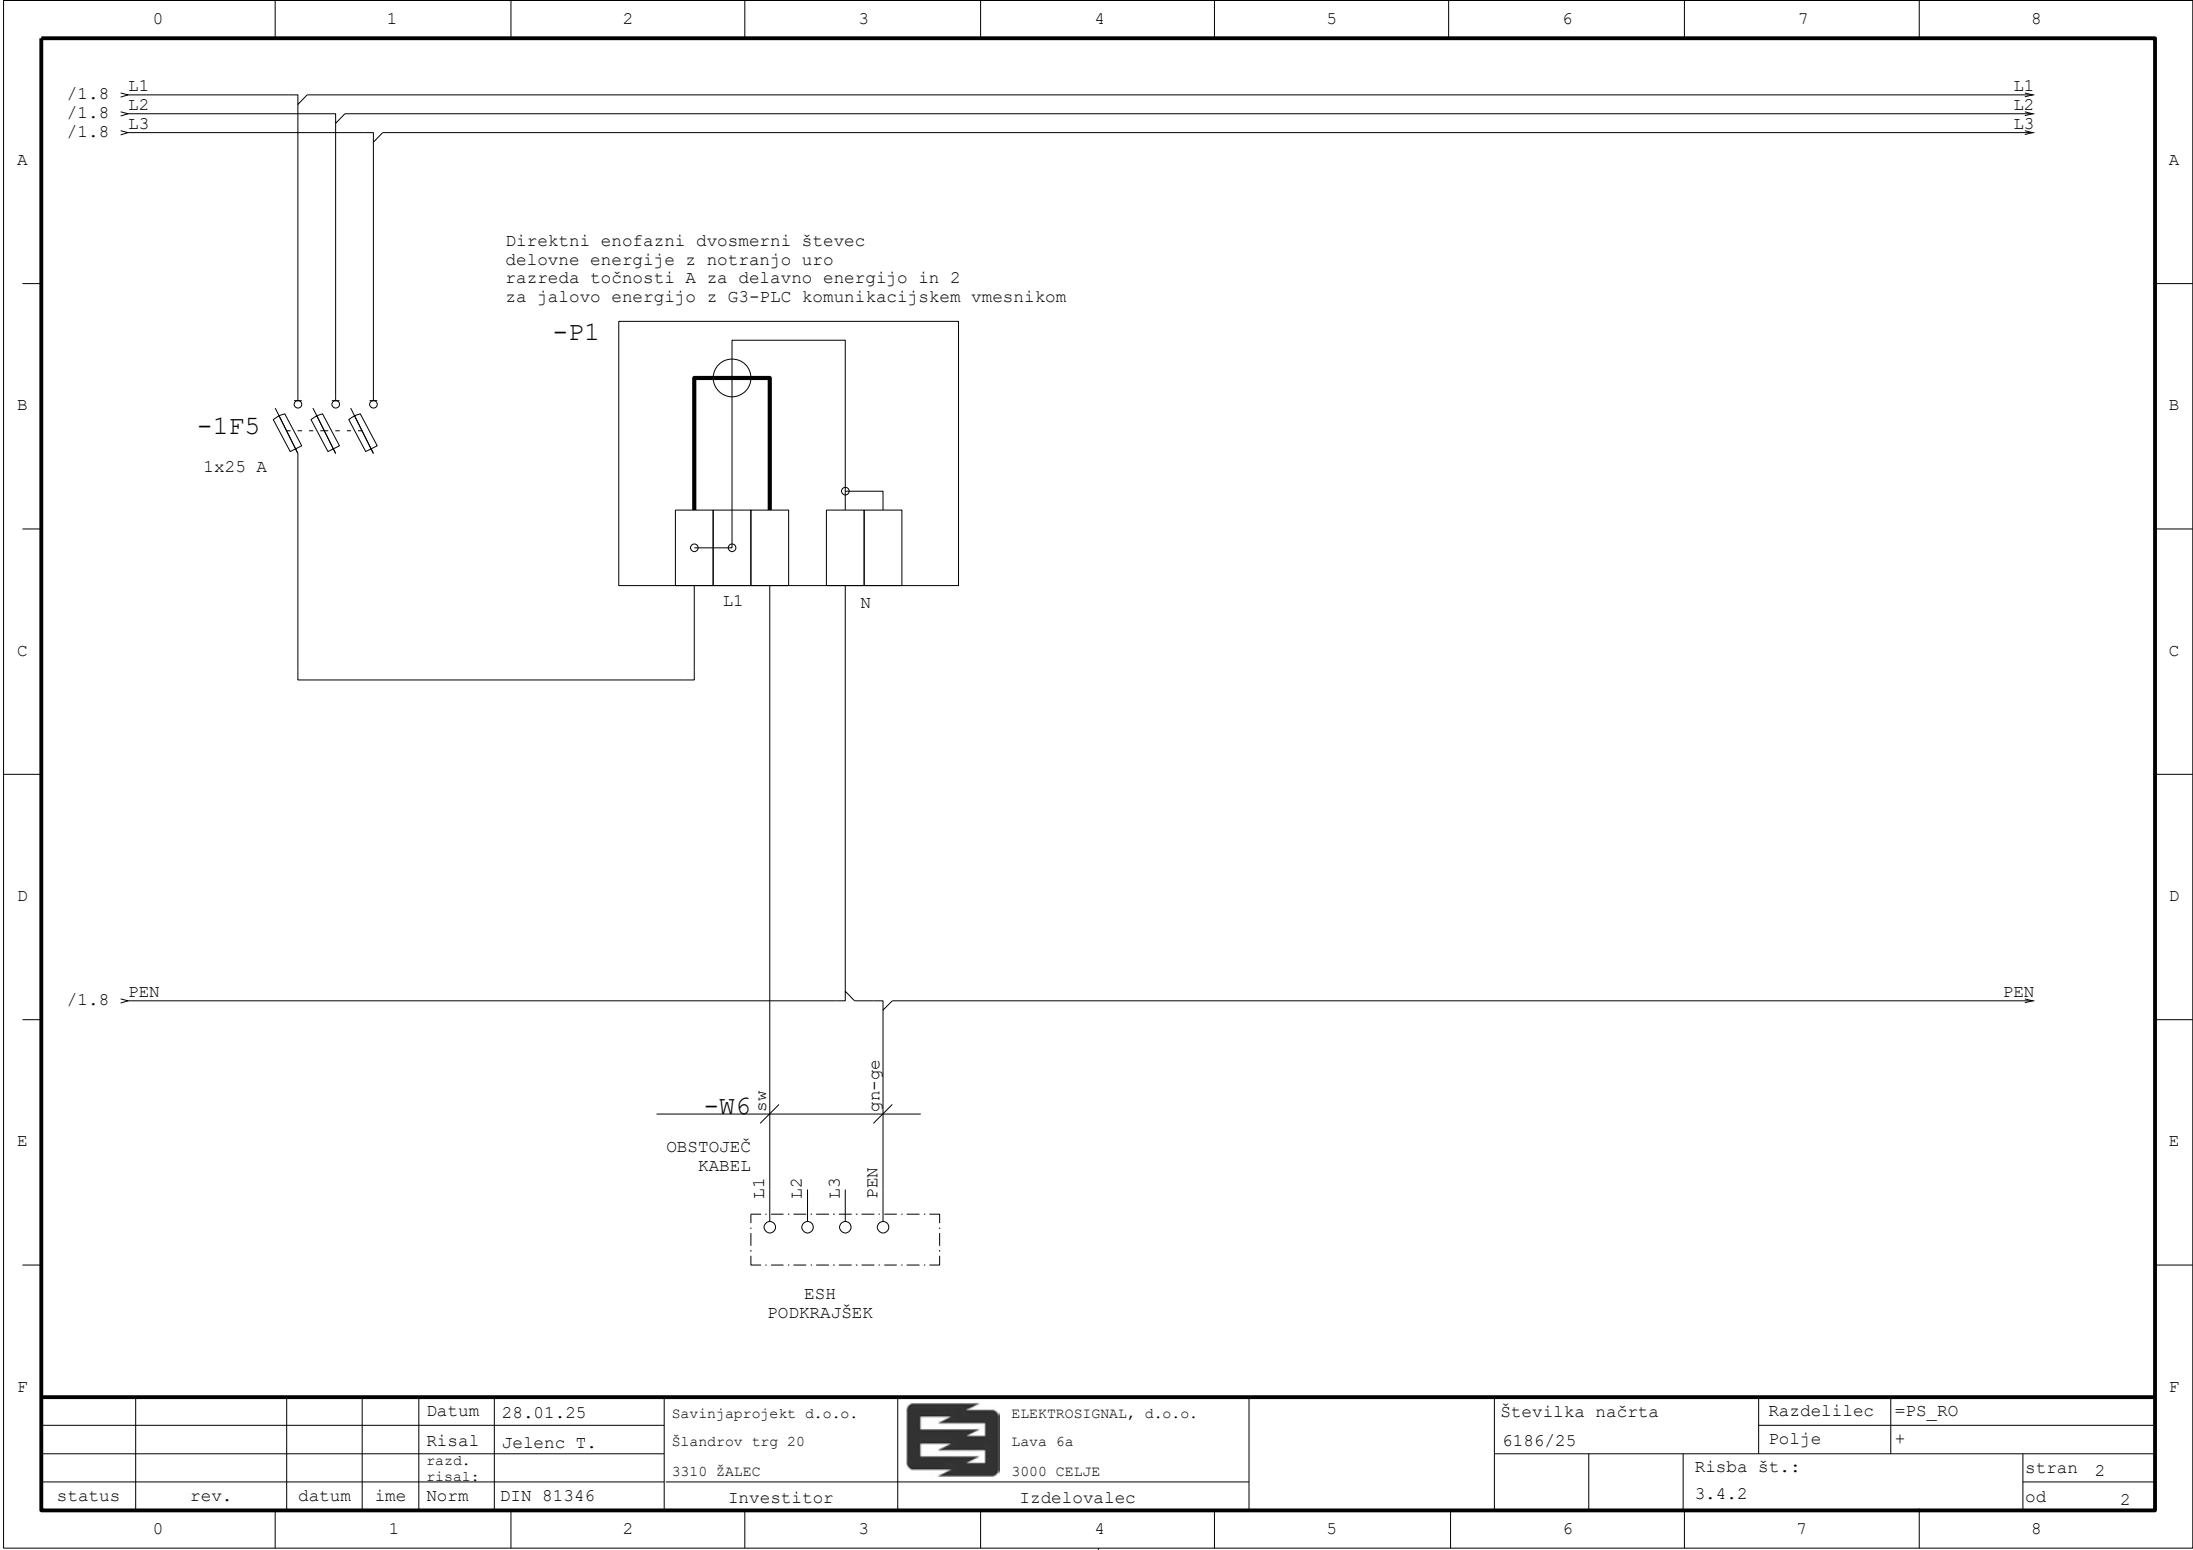 0 1 2 3 4 5 6 7 8
/1.8 L1 L1
/1.8 L2 L2
/1.8 L3 L3
A A
Direktni enofazni dvosmerni števec
delovne energije z notranjo uro
razreda točnosti A za delavno energijo in 2
za jalovo energijo z G3-PLC komunikacijskem vmesnikom
-P1
B B
-1F5
1x25 A
L1 N
C C
D D
/1.8 PEN PEN
sw gn-ge
-W6
E E
OBSTOJEČ
KABEL
L1 L2 L3 PEN
ESH
PODKRAJŠEK
F F
Datum 28.01.25 Savinjaprojekt d.o.o. ELEKTROSIGNAL, d.o.o. Številka načrta Razdelilec =PS_RO
Risal Jelenc T. Šlandrov trg 20 Lava 6a 6186/25 Polje +
razd.
risal: 3310 ŽALEC 3000 CELJE Risba št.: stran 2
status rev. datum ime Norm DIN 81346 Investitor Izdelovalec 3.4.2 od 2
0 1 2 3 4 5 6 7 8